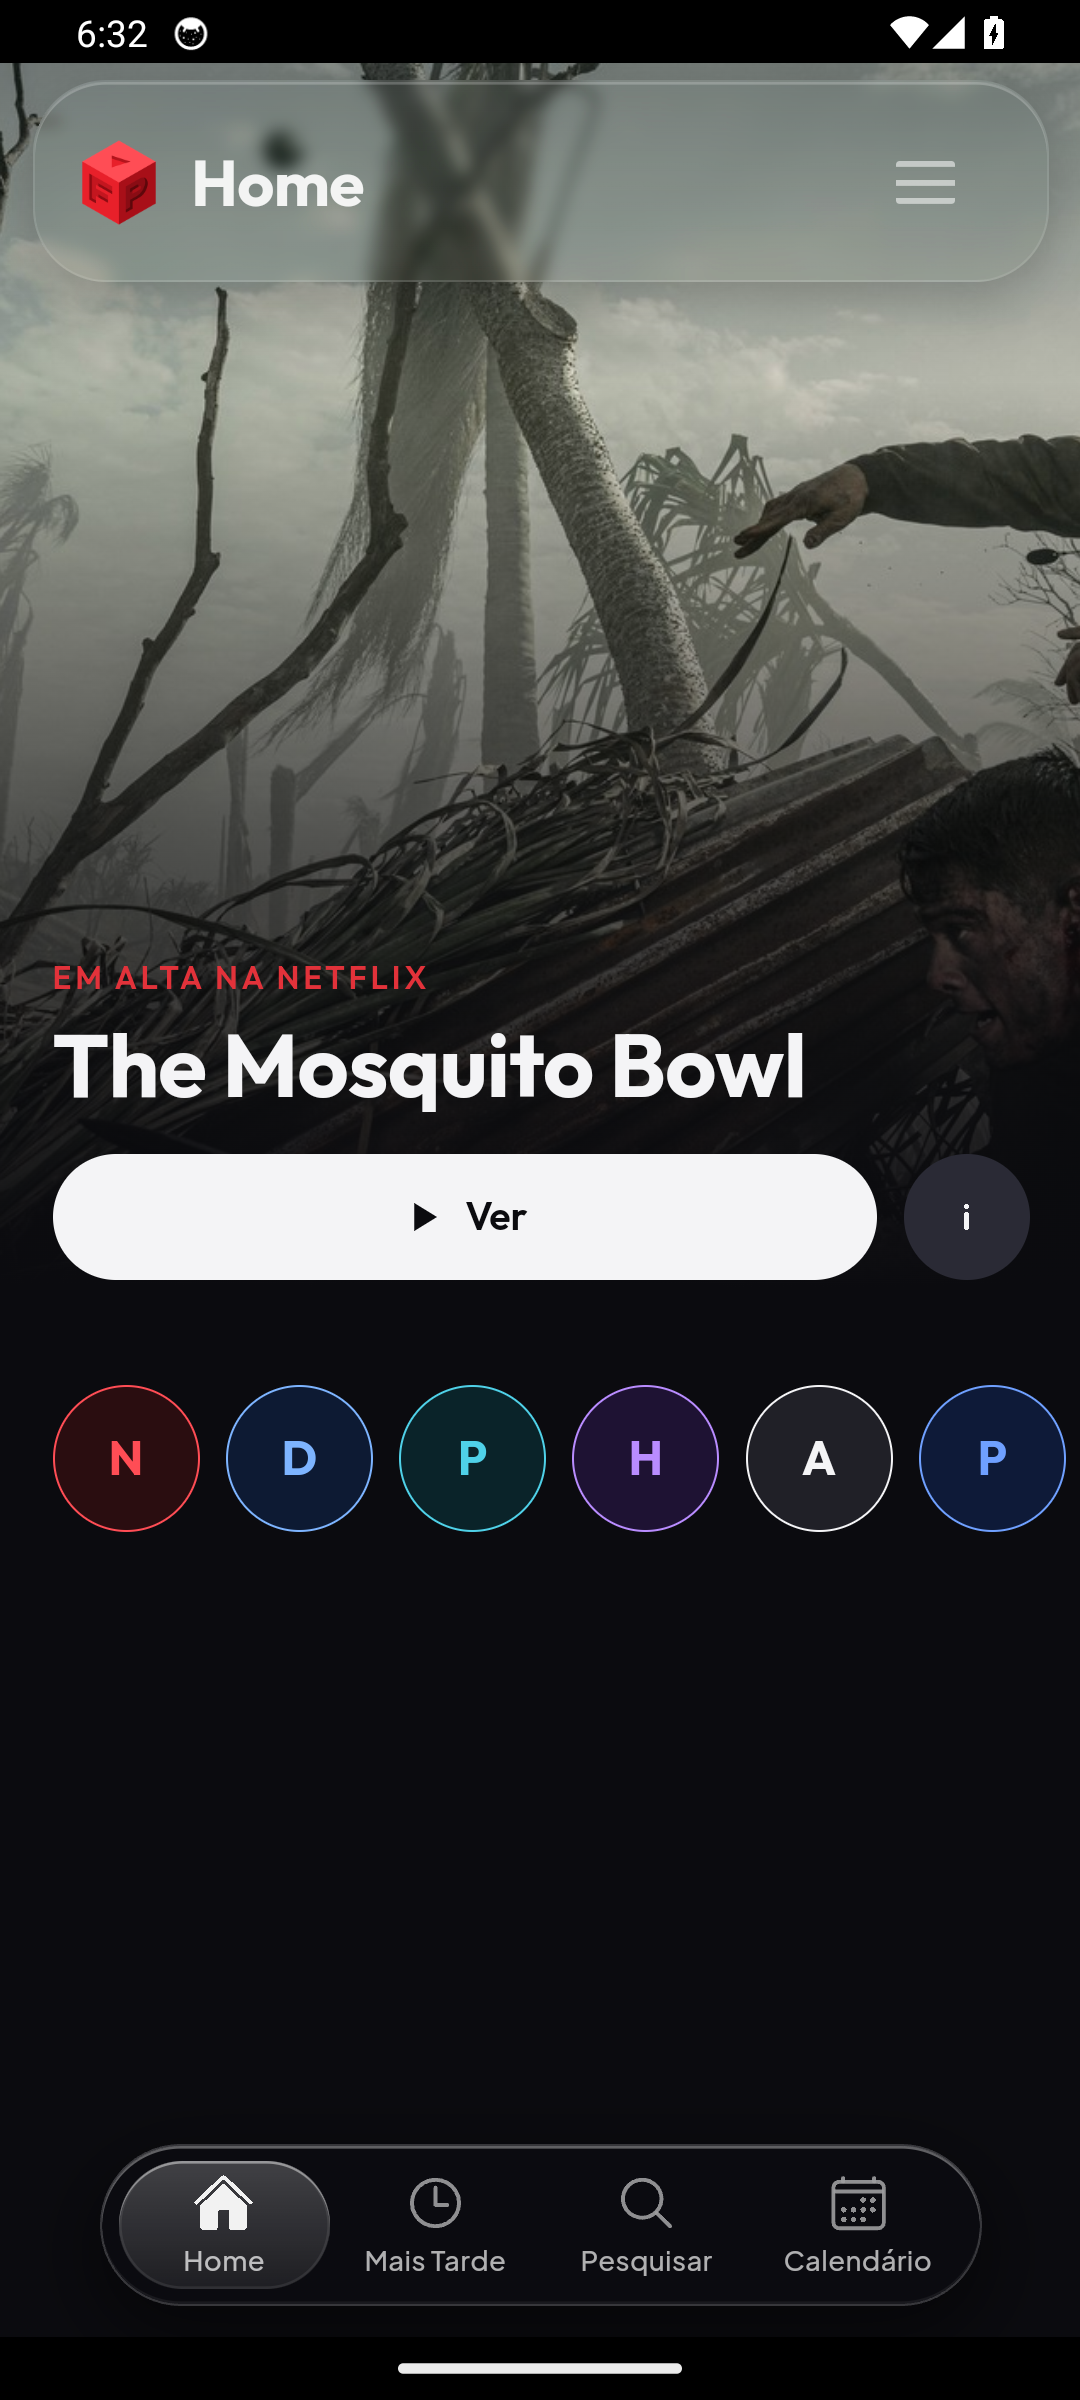 6:32
Home
EM ALTA NA NETFLIX
The Mosquito Bowl
Ver
i
N D P H A P
Home Mais Tarde Pesquisar Calendário